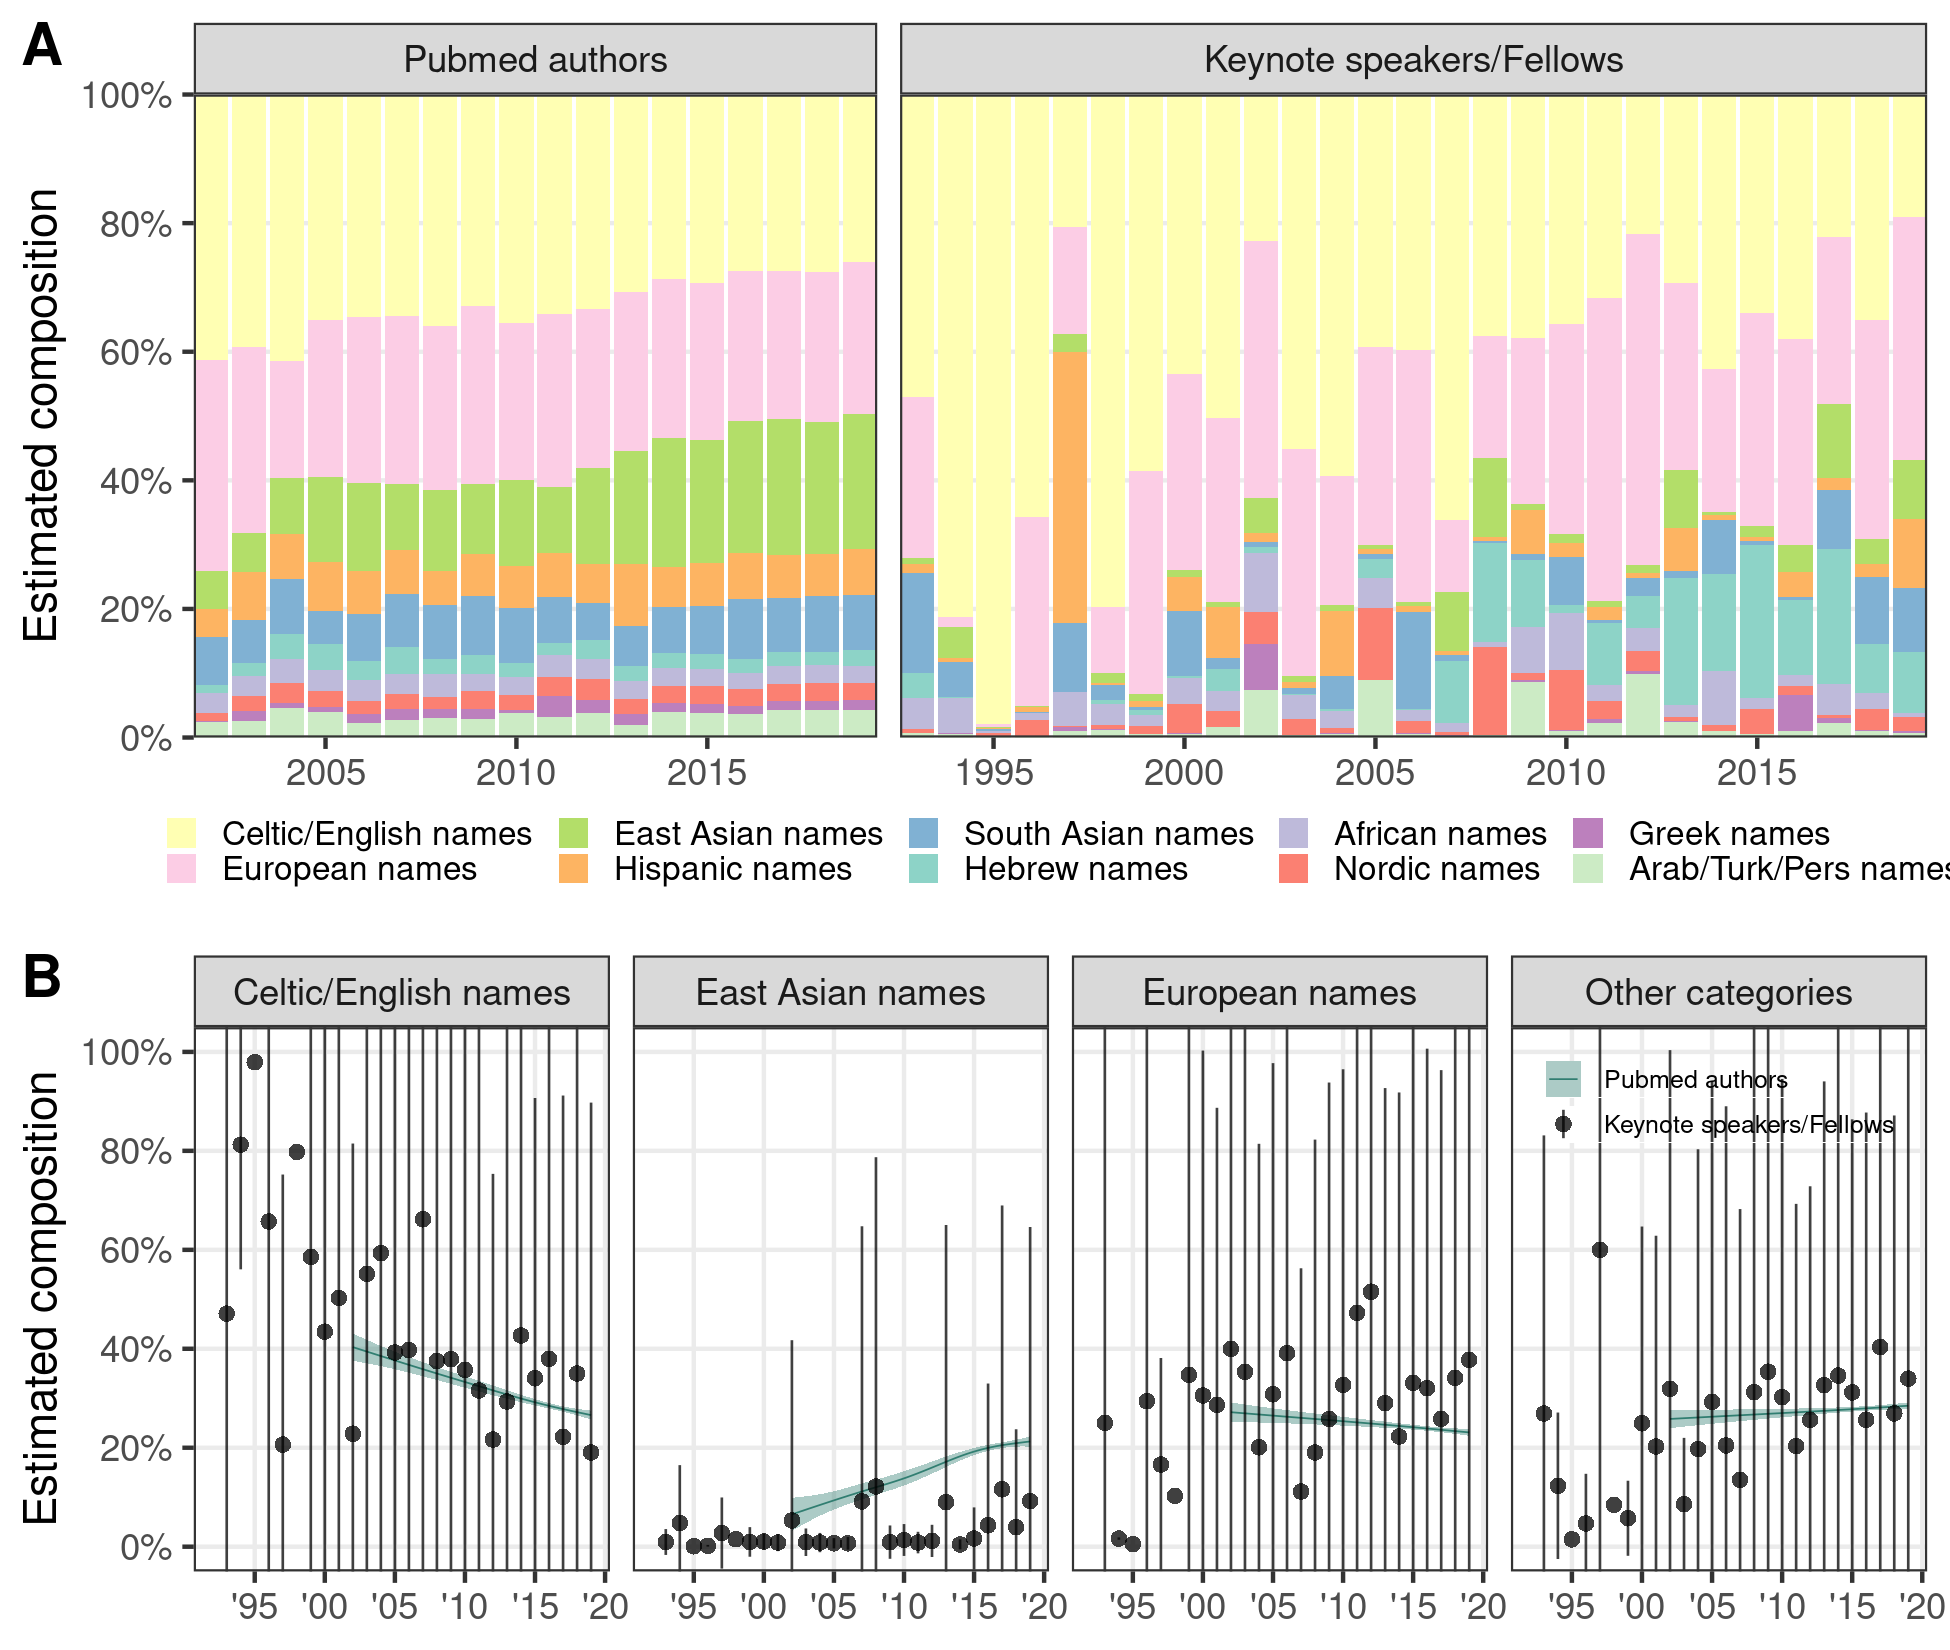 A
Pubmed authors
Keynote speakers/Fellows
Estimated composition
100%
80%
60%
40%
20%
0%
2005 2010 2015
1995 2000 2005 2010 2015
Celtic/English names East Asian names South Asian names African names Greek names
European names Hispanic names Hebrew names Nordic names Arab/Turk/Pers names
B
Celtic/English names
East Asian names
European names
Other categories
Estimated composition
100%
80%
60%
40%
20%
0%
Pubmed authors
Keynote speakers/Fellows
'95 '00 '05 '10 '15 '20
'95 '00 '05 '10 '15 '20
'95 '00 '05 '10 '15 '20
'95 '00 '05 '10 '15 '20